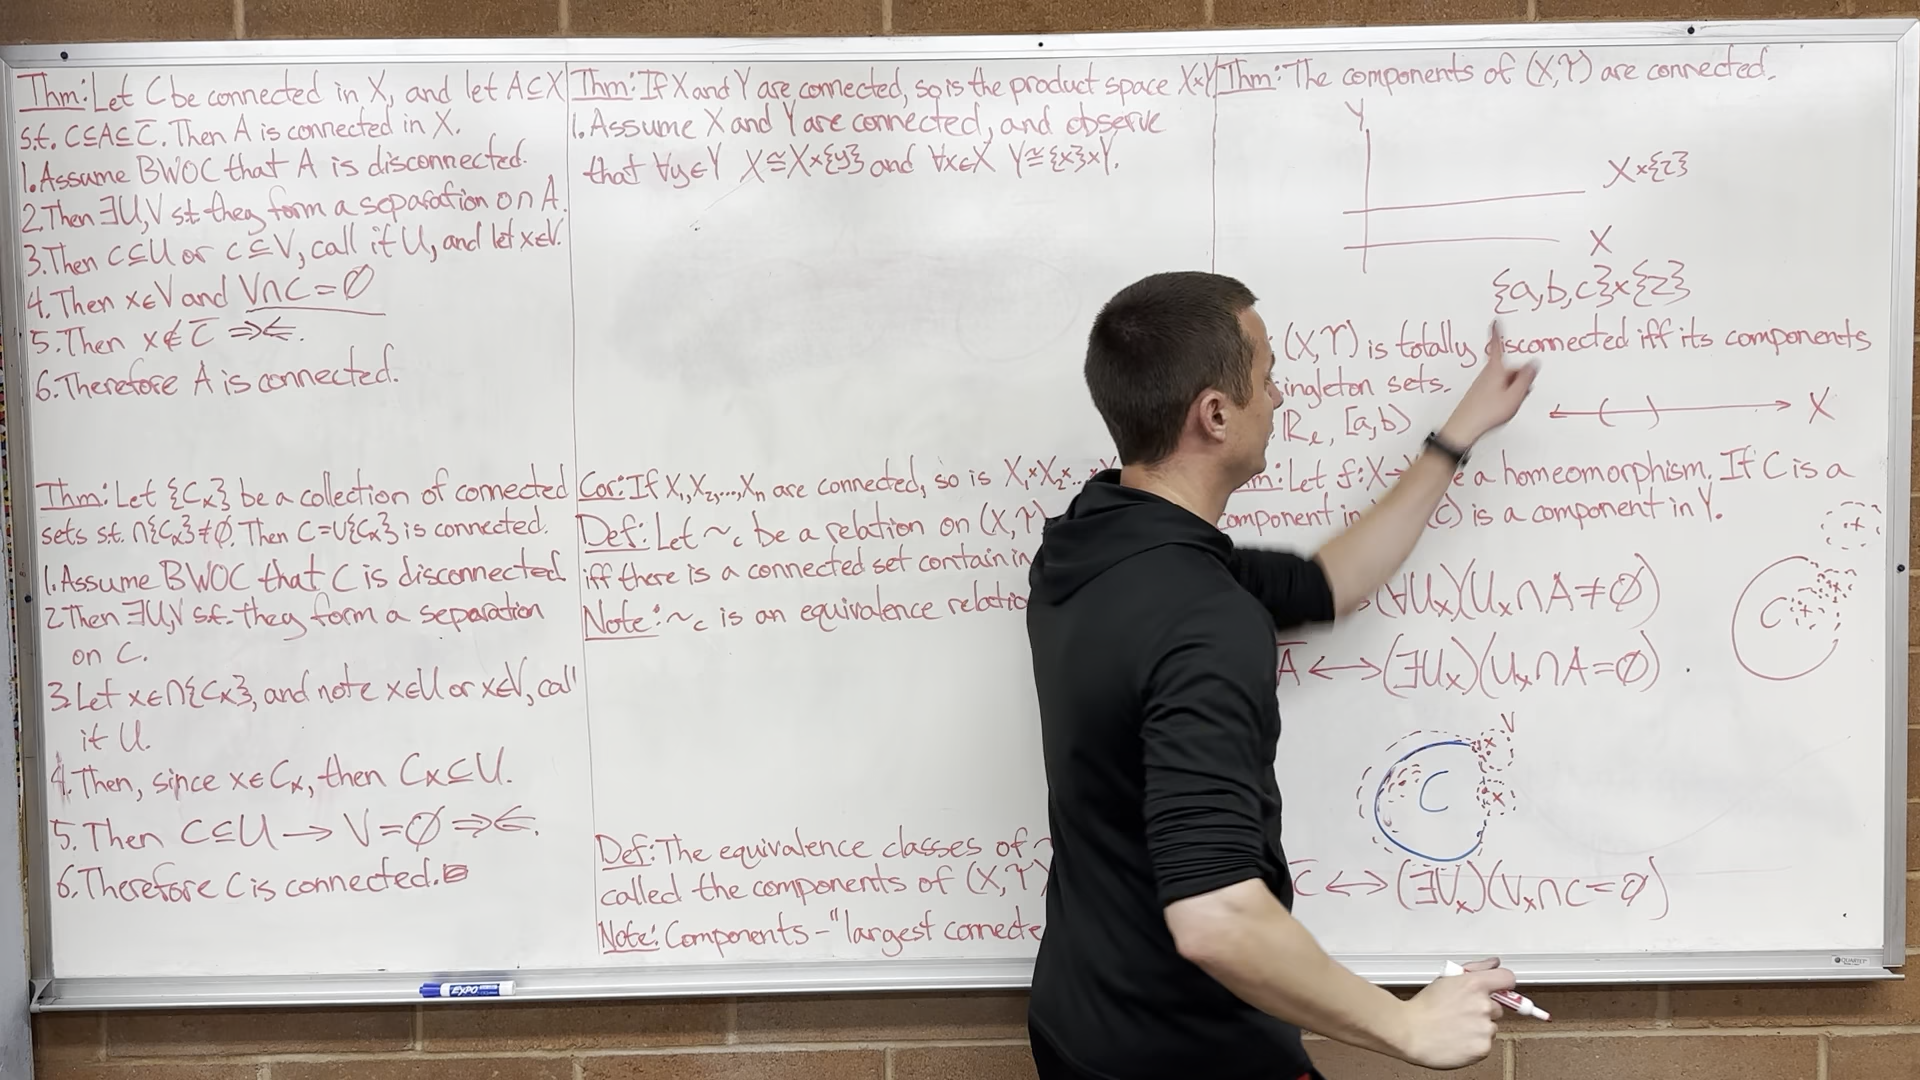 Thm: Let C be connected in X, and let A⊆X
s.t. C⊆A⊆C̅. Then A is connected in X.
1. Assume BWOC that A is disconnected.
2. Then ∃U,V st they form a separation on A.
3. Then C⊆U or C⊆V, call it U, and let x∈V.
4. Then x∈V and V∩C=∅
5. Then x∉C̅ ⇒⇐.
6. Therefore A is connected.
Thm: Let {Cα} be a collection of connected
sets s.t. ∩{Cα}≠∅. Then C=∪{Cα} is connected.
1. Assume BWOC that C is disconnected
2. Then ∃U,V s.t. they form a separation
on C.
3. Let x∈∩{Cα}, and note x∈U or x∈V, call
it U.
4. Then, since x∈Cα, then Cα⊆U.
5. Then C⊆U → V=∅ ⇒⇐.
6. Therefore C is connected.
Thm: If X and Y are connected, so is the product space X×Y
1. Assume X and Y are connected, and observe
that ∀y∈Y X≅X×{y} and ∀x∈X Y≅{x}×Y.
Cor: If X₁,X₂,...,Xn are connected, so is X₁×X₂×...×
Def: Let ~c be a relation on (X,𝒯)
iff there is a connected set containin
Note: ~c is an equivalence relatio
Def: The equivalence classes of
called the components of (X,𝒯)
Note: Components - "largest connecte
Thm: The components of (X,𝒯) are connected.
Y
X×{z}
X
{a,b,c}×{z}
(X,𝒯) is totally disconnected iff its components
singleton sets.
ℝℓ, [a,b)
X
Let f:X→ e a homeomorphism. If C is a
component in (C) is a component in Y.
(∀Ux)(Ux∩A≠∅)
C
A̅ ↔ (∃Ux)(Ux∩A=∅)
V
x
C
x
C̅ ↔ (∃Vx)(Vx∩C=∅)
EXPO
QUARTET